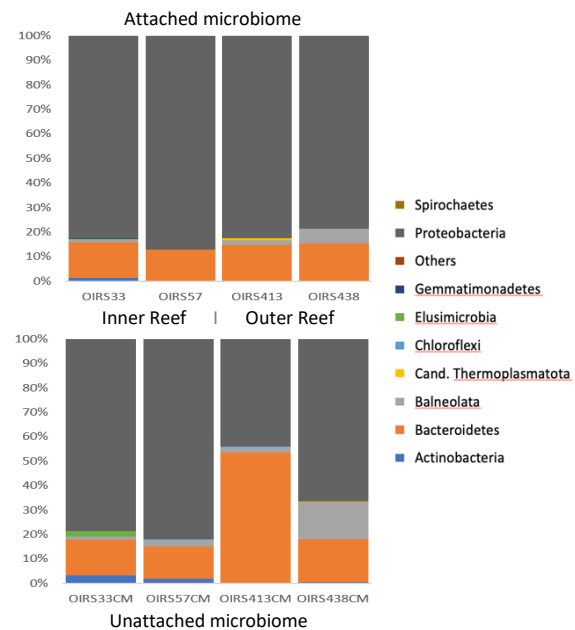 Attached microbiome
100%
90%
80%
70%
60%
50%
40%
30%
20%
10%
0%
OIRS33 OIRS57 OIRS413 OIRS438
Inner Reef | Outer Reef
100%
90%
80%
70%
60%
50%
40%
30%
20%
10%
0%
OIRS33CM OIRS57CM OIRS413CM OIRS438CM
Unattached microbiome
Spirochaetes
Proteobacteria
Others
Gemmatimonadetes
Elusimicrobia
Chloroflexi
Cand. Thermoplasmatota
Balneolata
Bacteroidetes
Actinobacteria